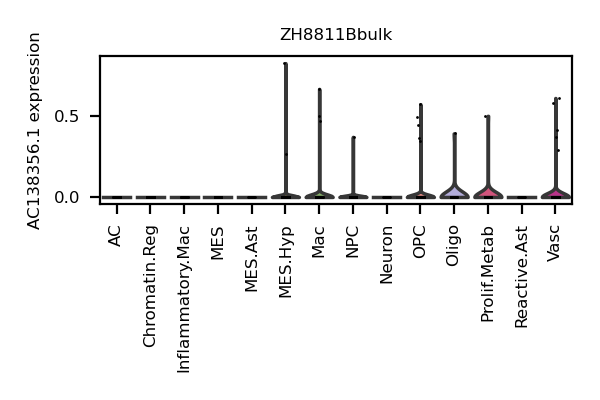 ZH8811Bbulk
AC138356.1 expression
0.5
0.0
AC
Chromatin.Reg
Inflammatory.Mac
MES
MES.Ast
MES.Hyp
Mac
NPC
Neuron
OPC
Oligo
Prolif.Metab
Reactive.Ast
Vasc